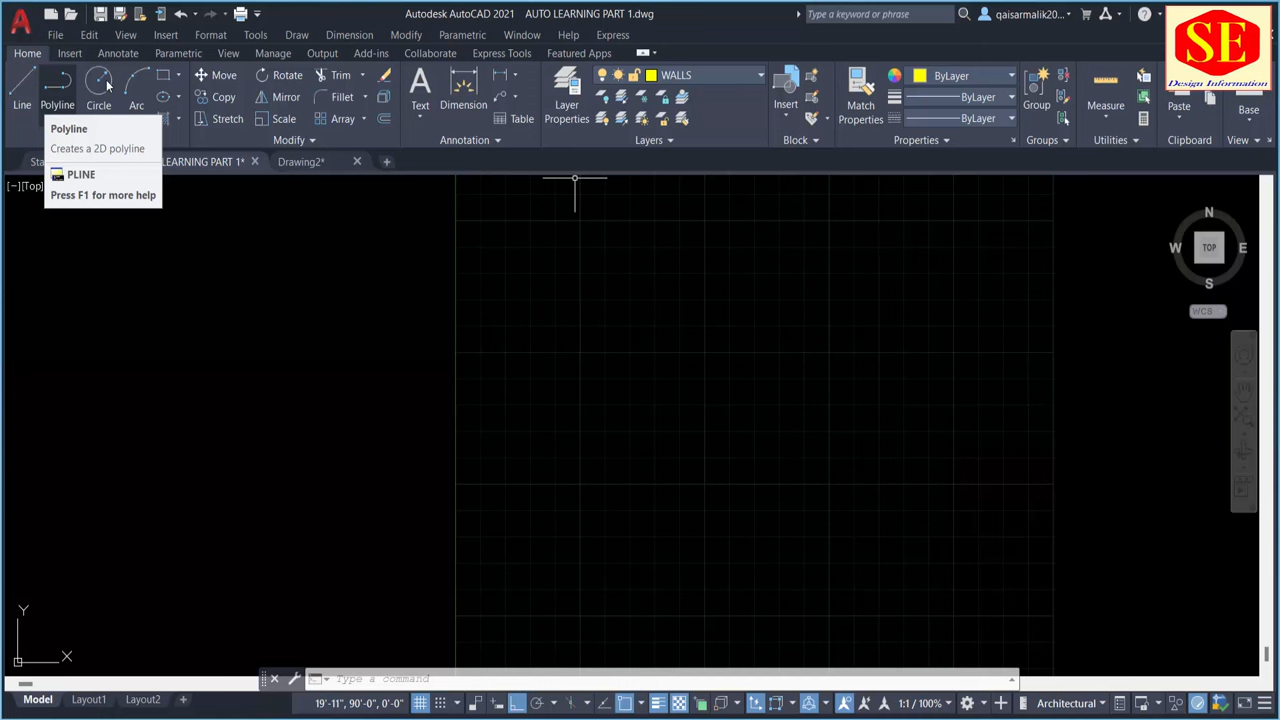 Autodesk AutoCAD 2021 AUTO LEARNING PART 1.dwg
Type a keyword or phrase
qaisarmalik20...
SE
Design Information
File Edit View Insert Format Tools Draw Dimension Modify Parametric Window Help Express
Home Insert Annotate Parametric View Manage Output Add-ins Collaborate Express Tools Featured Apps
Line Polyline Circle Arc
Move Rotate Trim
Copy Mirror Fillet
Stretch Scale Array
Modify
Text Dimension Table
Annotation
Layer Properties
WALLS
Layers
Insert
Block
Match Properties
ByLayer
ByLayer
ByLayer
Properties
Group
Groups
Measure
Utilities
Paste
Clipboard
Base
View
Sta
LEARNING PART 1*
Drawing2*
Polyline
Creates a 2D polyline
PLINE
Press F1 for more help
[−][Top]
N
W TOP E
S
WCS
Y
X
Type a command
Model Layout1 Layout2
19'-11", 90'-0", 0'-0"
1:1 / 100%
Architectural